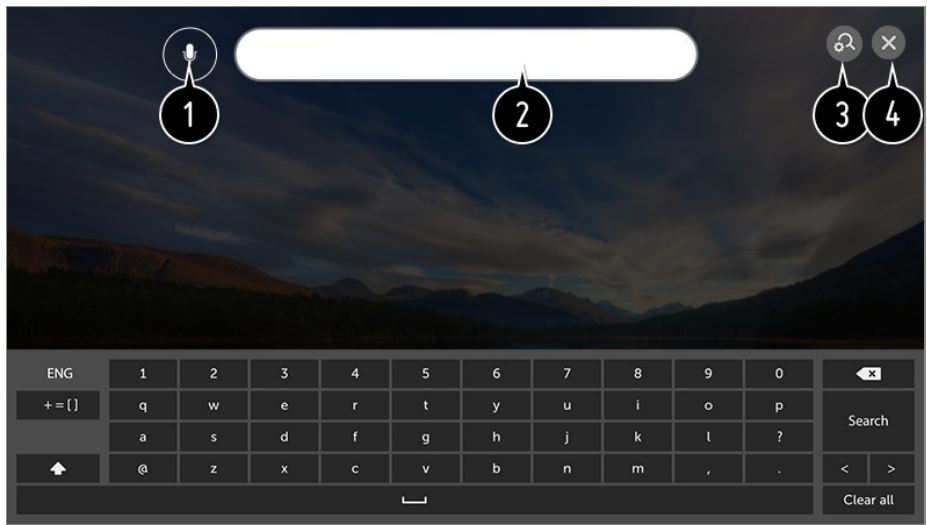 1 2 3 4
ENG 1 2 3 4 5 6 7 8 9 0
+=[] q w e r t y u i o p
Search
a s d f g h j k l ?
@ z x c v b n m , . < >
Clear all